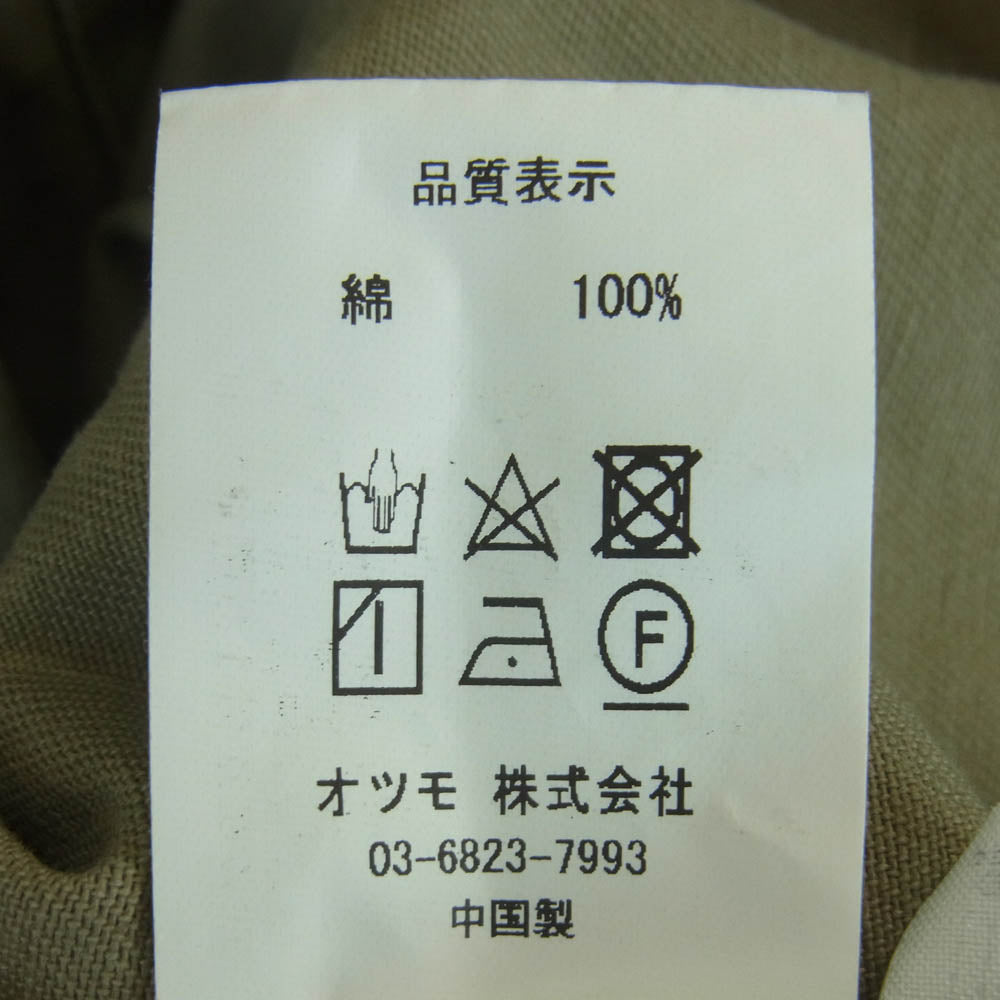 品質表示
綿 100%
F
オツモ 株式会社
03-6823-7993
中国製